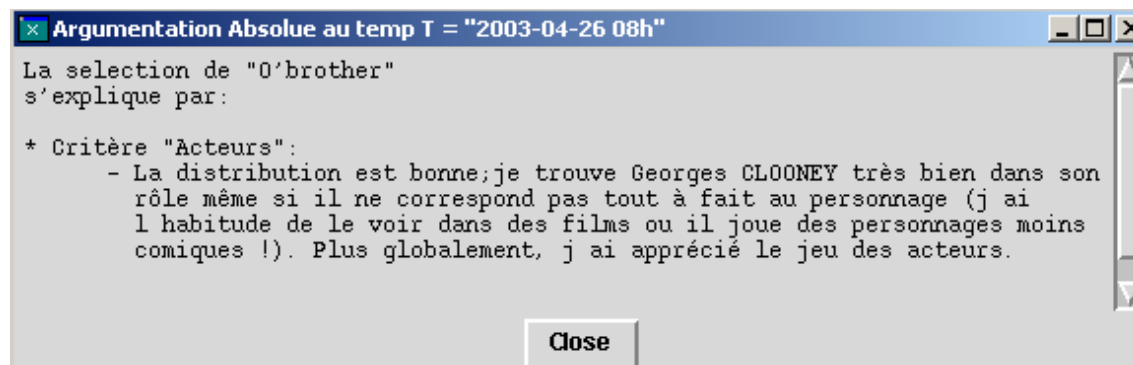 Argumentation Absolue au temp T = "2003-04-26 08h"
La selection de "O'brother"
s'explique par:
* Critère "Acteurs":
- La distribution est bonne;je trouve Georges CLOONEY très bien dans son
rôle même si il ne correspond pas tout à fait au personnage (j ai
l habitude de le voir dans des films ou il joue des personnages moins
comiques !). Plus globalement, j ai apprécié le jeu des acteurs.
Close